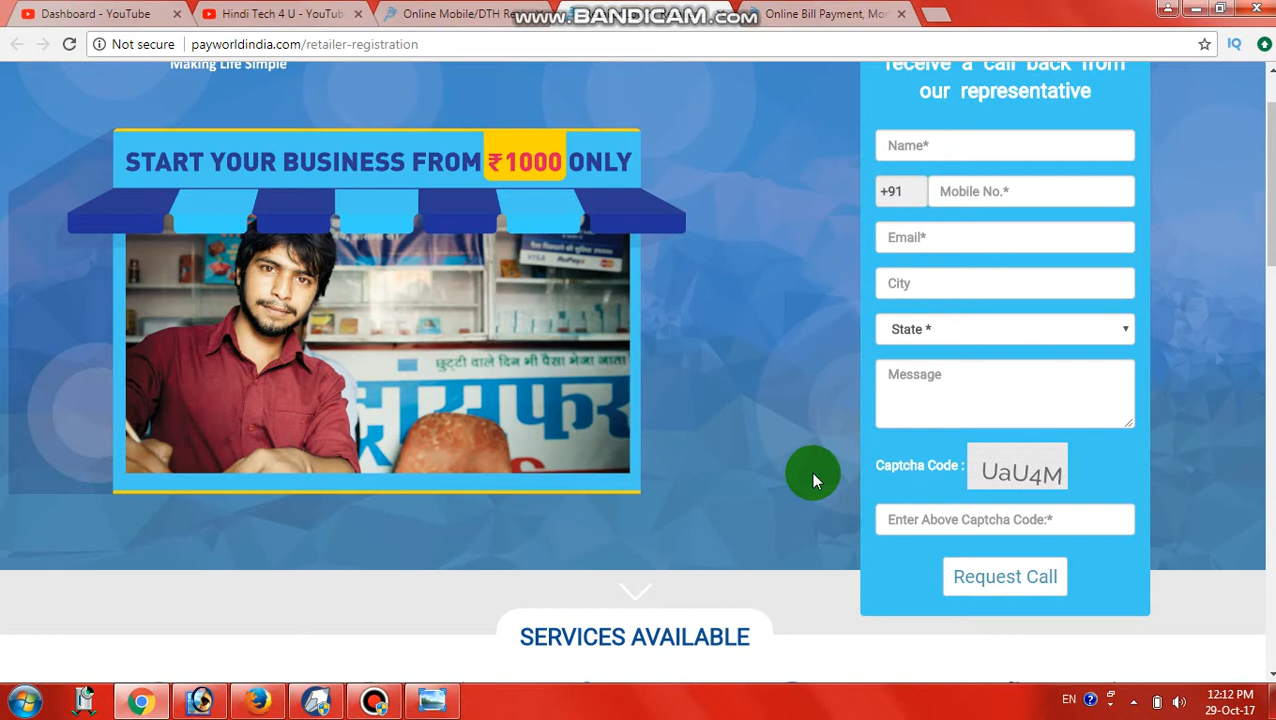 Dashboard - YouTube
Hindi Tech 4 U - YouTub
Online Mobile/DTH Re
Online Bill Payment, Mo
www.BANDICAM.com
Not secure
payworldindia.com/retailer-registration
Making Life Simple
receive a call back from
our representative
START YOUR BUSINESS FROM ₹1000 ONLY
VISA RuPay
छुट्टी वाले दिन भी पैसा भेजा जाता
Name*
+91
Mobile No.*
Email*
City
State *
Message
Captcha Code :
UaU4M
Enter Above Captcha Code:*
Request Call
SERVICES AVAILABLE
EN
12:12 PM
29-Oct-17